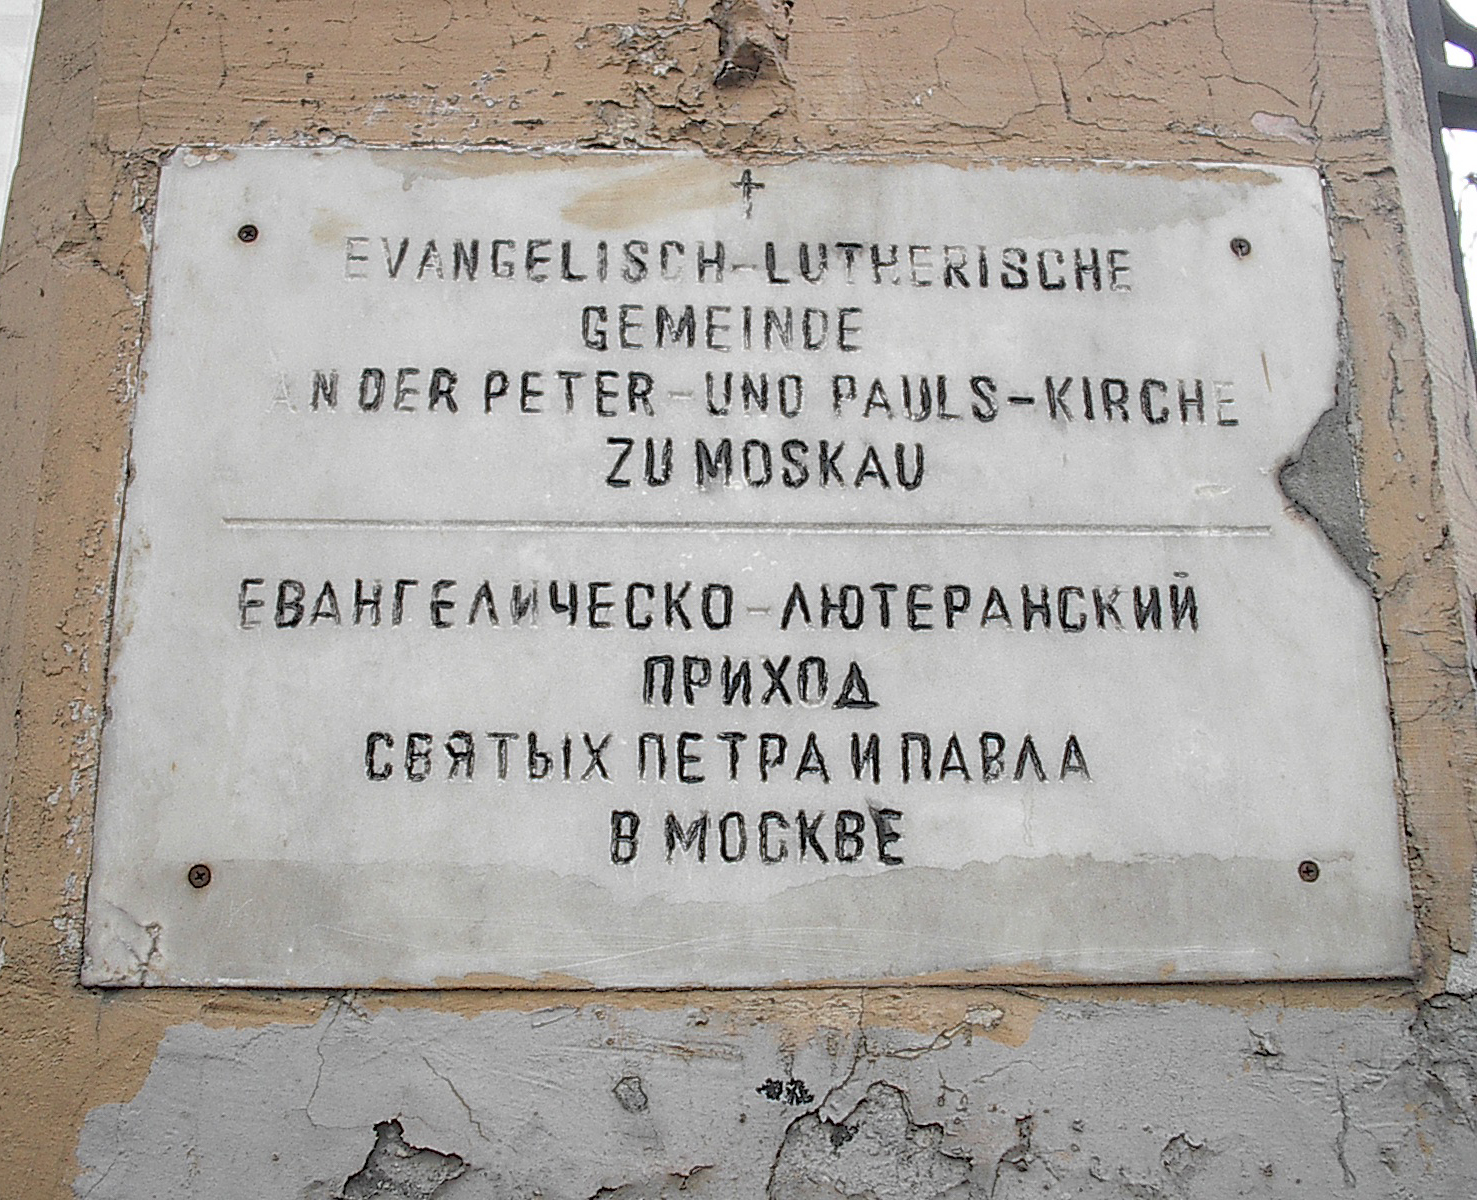 EVANGELISCH-LUTHERISCHE
GEMEINDE
AN DER PETER-UND PAULS-KIRCHE
ZU MOSKAU
ЕВАНГЕЛИЧЕСКО-ЛЮТЕРАНСКИЙ
ПРИХОД
СВЯТЫХ ПЕТРА И ПАВЛА
В МОСКВЕ